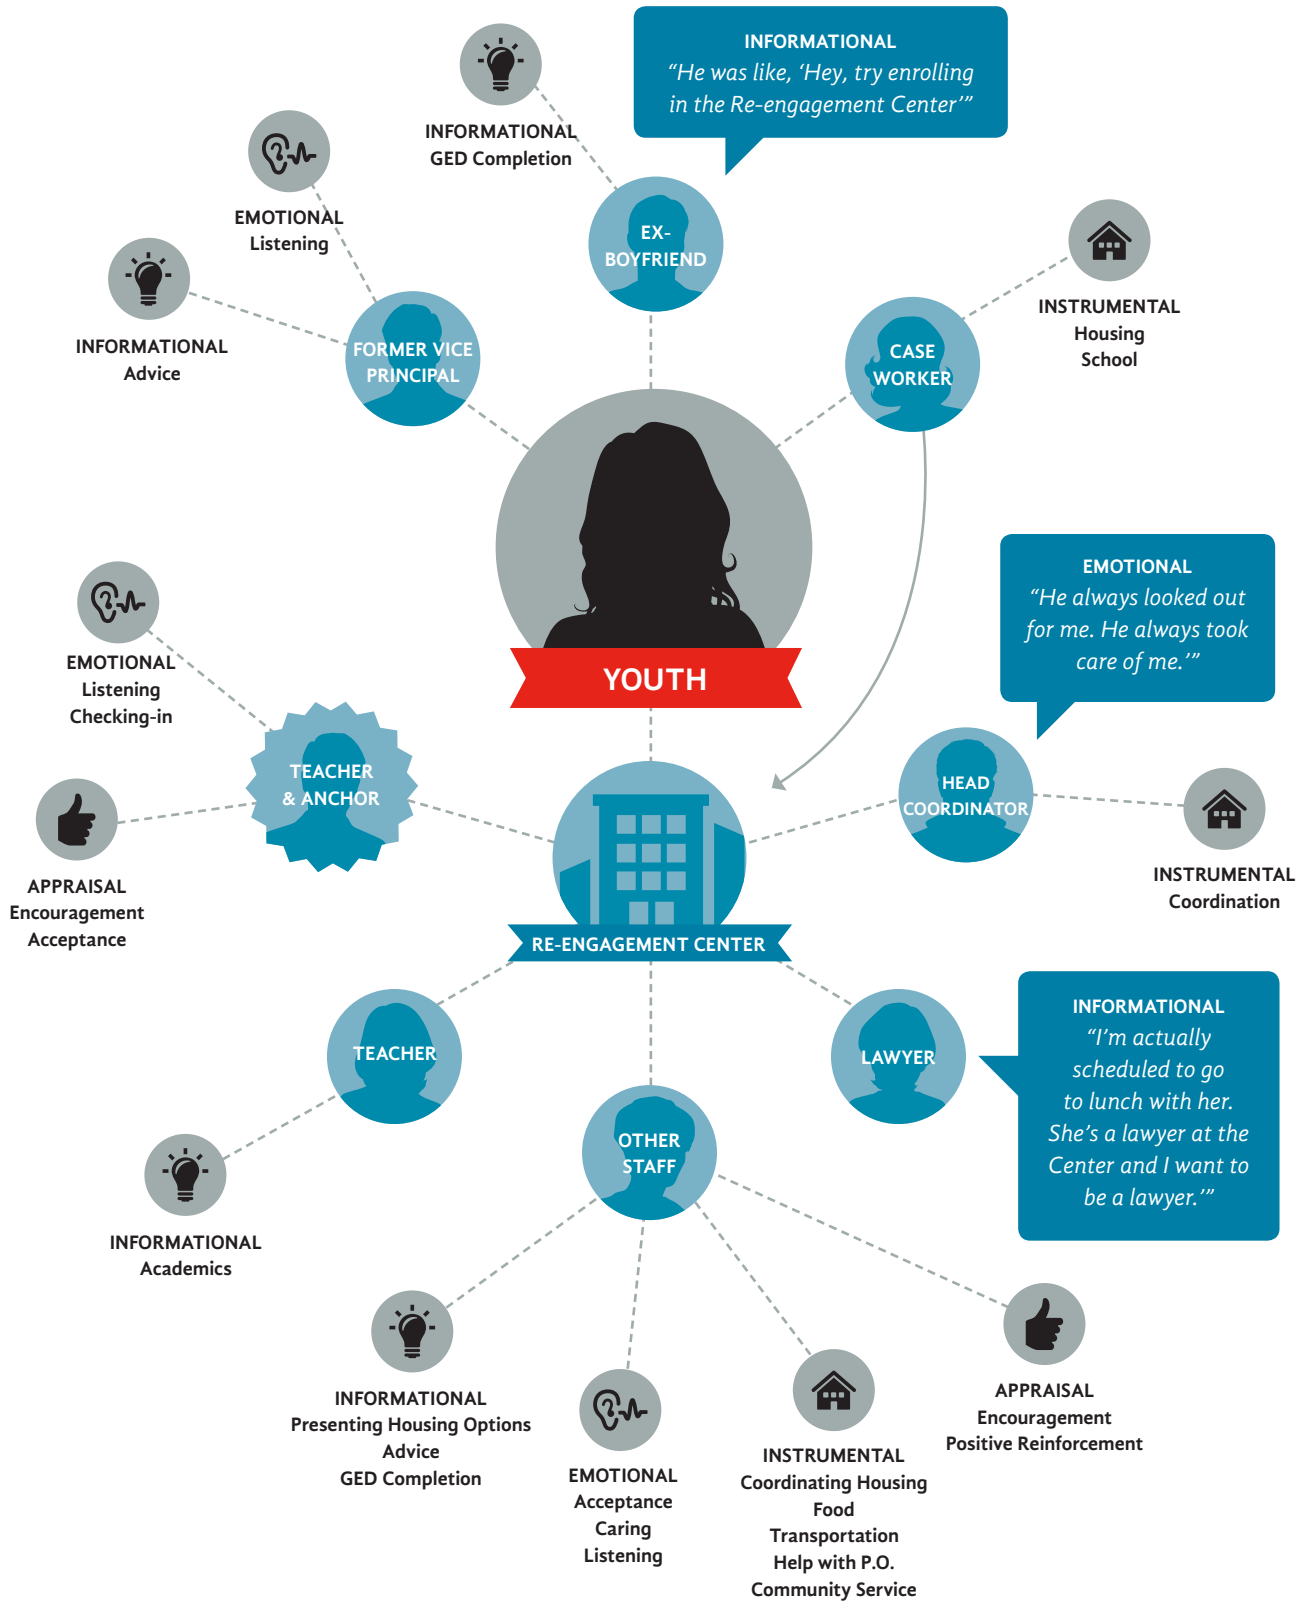 INFORMATIONAL
“He was like, ‘Hey, try enrolling
in the Re-engagement Center’”
INFORMATIONAL
GED Completion
EMOTIONAL
Listening
INFORMATIONAL
Advice
EX-
BOYFRIEND
FORMER VICE
PRINCIPAL
CASE
WORKER
INSTRUMENTAL
Housing
School
YOUTH
EMOTIONAL
“He always looked out
for me. He always took
care of me.’”
EMOTIONAL
Listening
Checking-in
TEACHER
& ANCHOR
APPRAISAL
Encouragement
Acceptance
HEAD
COORDINATOR
INSTRUMENTAL
Coordination
RE-ENGAGEMENT CENTER
TEACHER
LAWYER
INFORMATIONAL
“I’m actually
scheduled to go
to lunch with her.
She’s a lawyer at the
Center and I want to
be a lawyer.’”
OTHER
STAFF
INFORMATIONAL
Academics
INFORMATIONAL
Presenting Housing Options
Advice
GED Completion
EMOTIONAL
Acceptance
Caring
Listening
INSTRUMENTAL
Coordinating Housing
Food
Transportation
Help with P.O.
Community Service
APPRAISAL
Encouragement
Positive Reinforcement